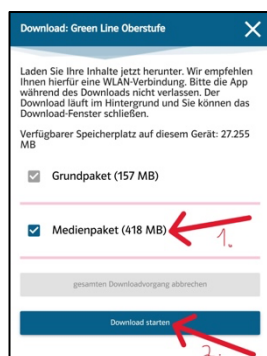 Download: Green Line Oberstufe
Laden Sie Ihre Inhalte jetzt herunter. Wir empfehlen
Ihnen hierfür eine WLAN-Verbindung. Bitte die App
während des Downloads nicht verlassen. Der
Download läuft im Hintergrund und Sie können das
Download-Fenster schließen.
Verfügbarer Speicherplatz auf diesem Gerät: 27.255
MB
Grundpaket (157 MB)
Medienpaket (418 MB)
1.
gesamten Downloadvorgang abbrechen
Download starten
2.